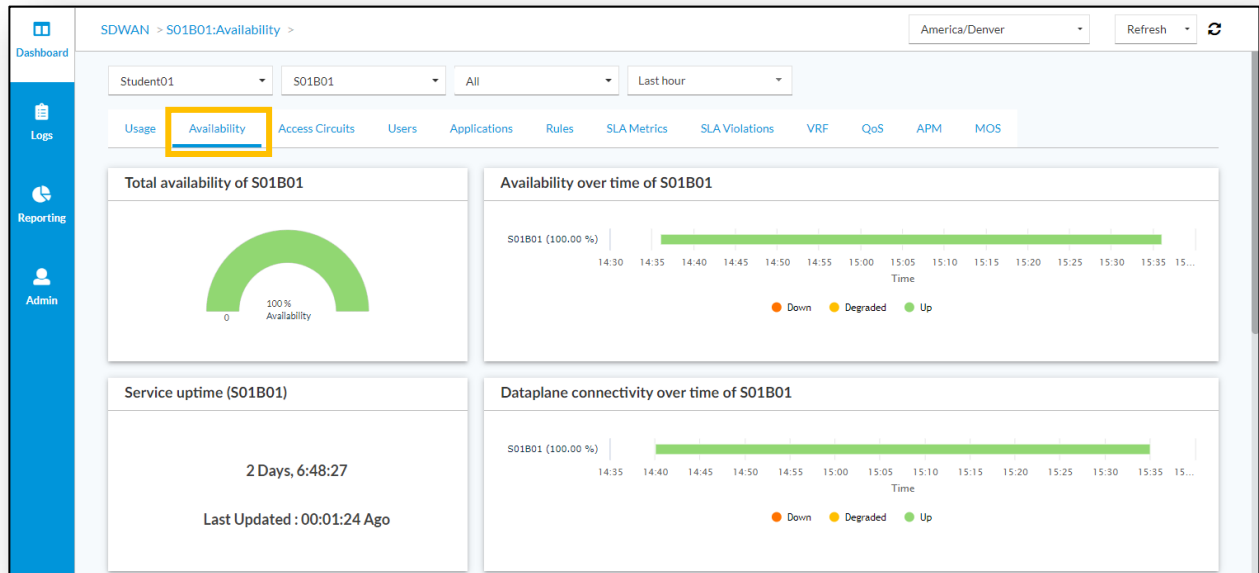 Dashboard
Logs
Reporting
Admin
SDWAN > S01B01:Availability >
America/Denver
Refresh
Student01
S01B01
All
Last hour
Usage Availability Access Circuits Users Applications Rules SLA Metrics SLA Violations VRF QoS APM MOS
Total availability of S01B01
0
100 %
Availability
Availability over time of S01B01
S01B01 (100.00 %)
14:30 14:35 14:40 14:45 14:50 14:55 15:00 15:05 15:10 15:15 15:20 15:25 15:30 15:35 15...
Time
Down Degraded Up
Service uptime (S01B01)
2 Days, 6:48:27
Last Updated : 00:01:24 Ago
Dataplane connectivity over time of S01B01
S01B01 (100.00 %)
14:35 14:40 14:45 14:50 14:55 15:00 15:05 15:10 15:15 15:20 15:25 15:30 15:35 15...
Time
Down Degraded Up